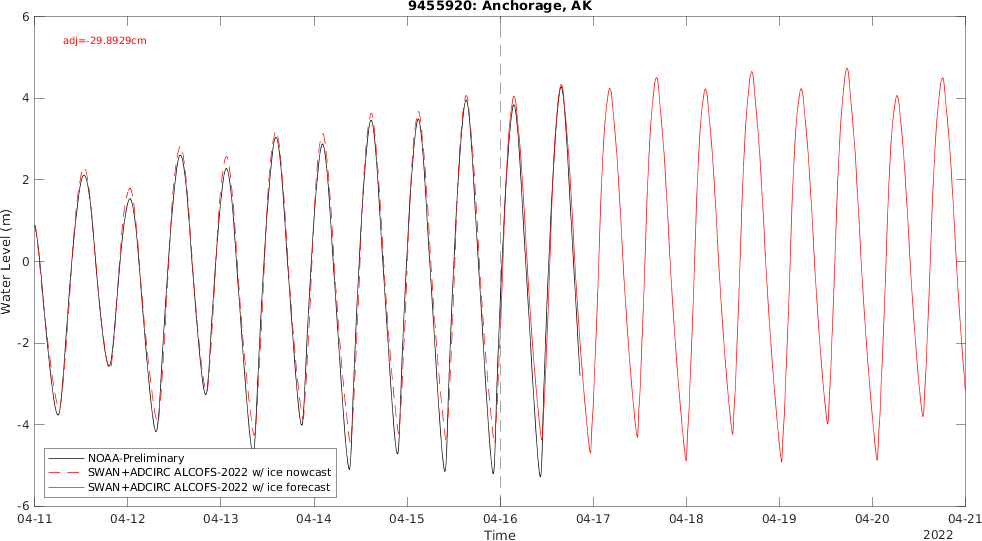 9455920: Anchorage, AK
adj=-29.8929cm
6
4
2
0
-2
-4
-6
Water Level (m)
NOAA-Preliminary
SWAN+ADCIRC ALCOFS-2022 w/ ice nowcast
SWAN+ADCIRC ALCOFS-2022 w/ ice forecast
04-11 04-12 04-13 04-14 04-15 04-16 04-17 04-18 04-19 04-20 04-21
Time
2022